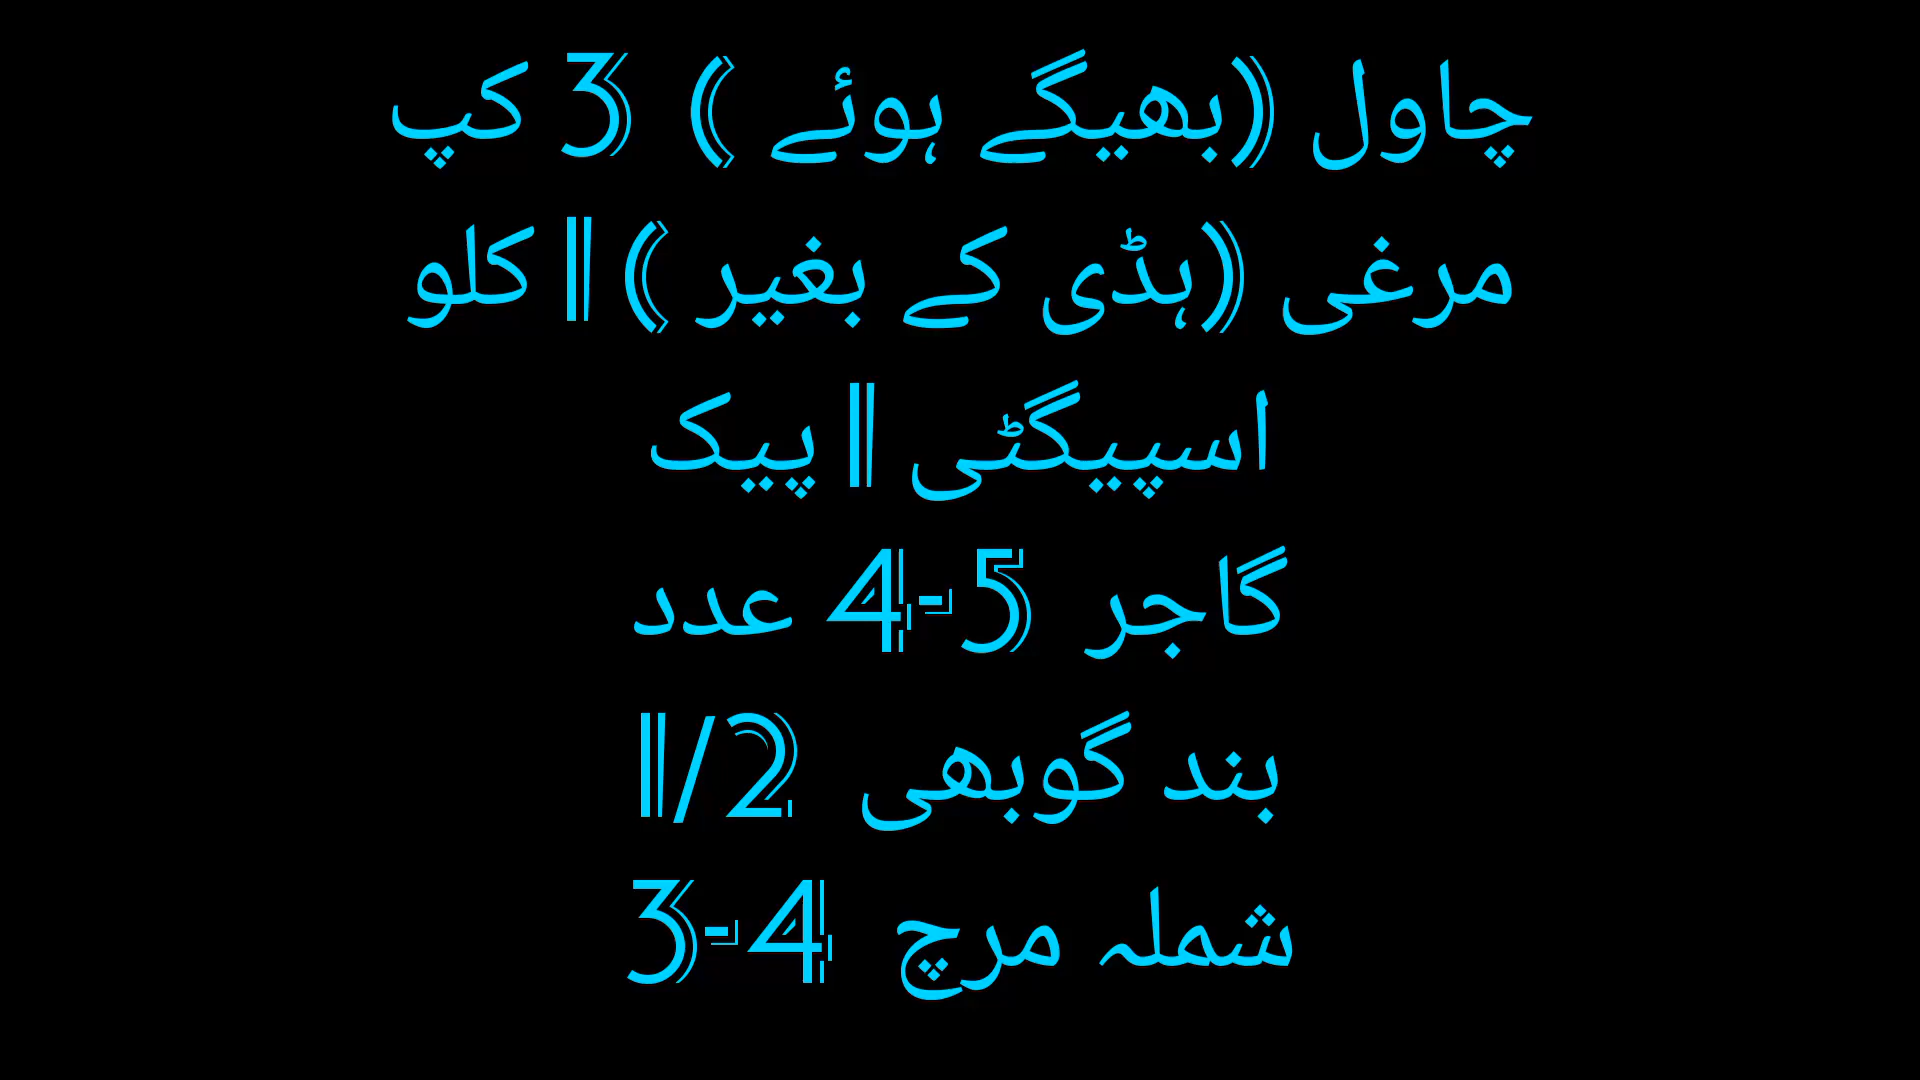 چاول (بھیگے ہوئے ) 3 کپ
مرغی (ہڈی کے بغیر ) 1 کلو
اسپیگٹی 1 پیک
گاجر 4-5 عدد
بند گوبھی 1/2
شملہ مرچ 3-4